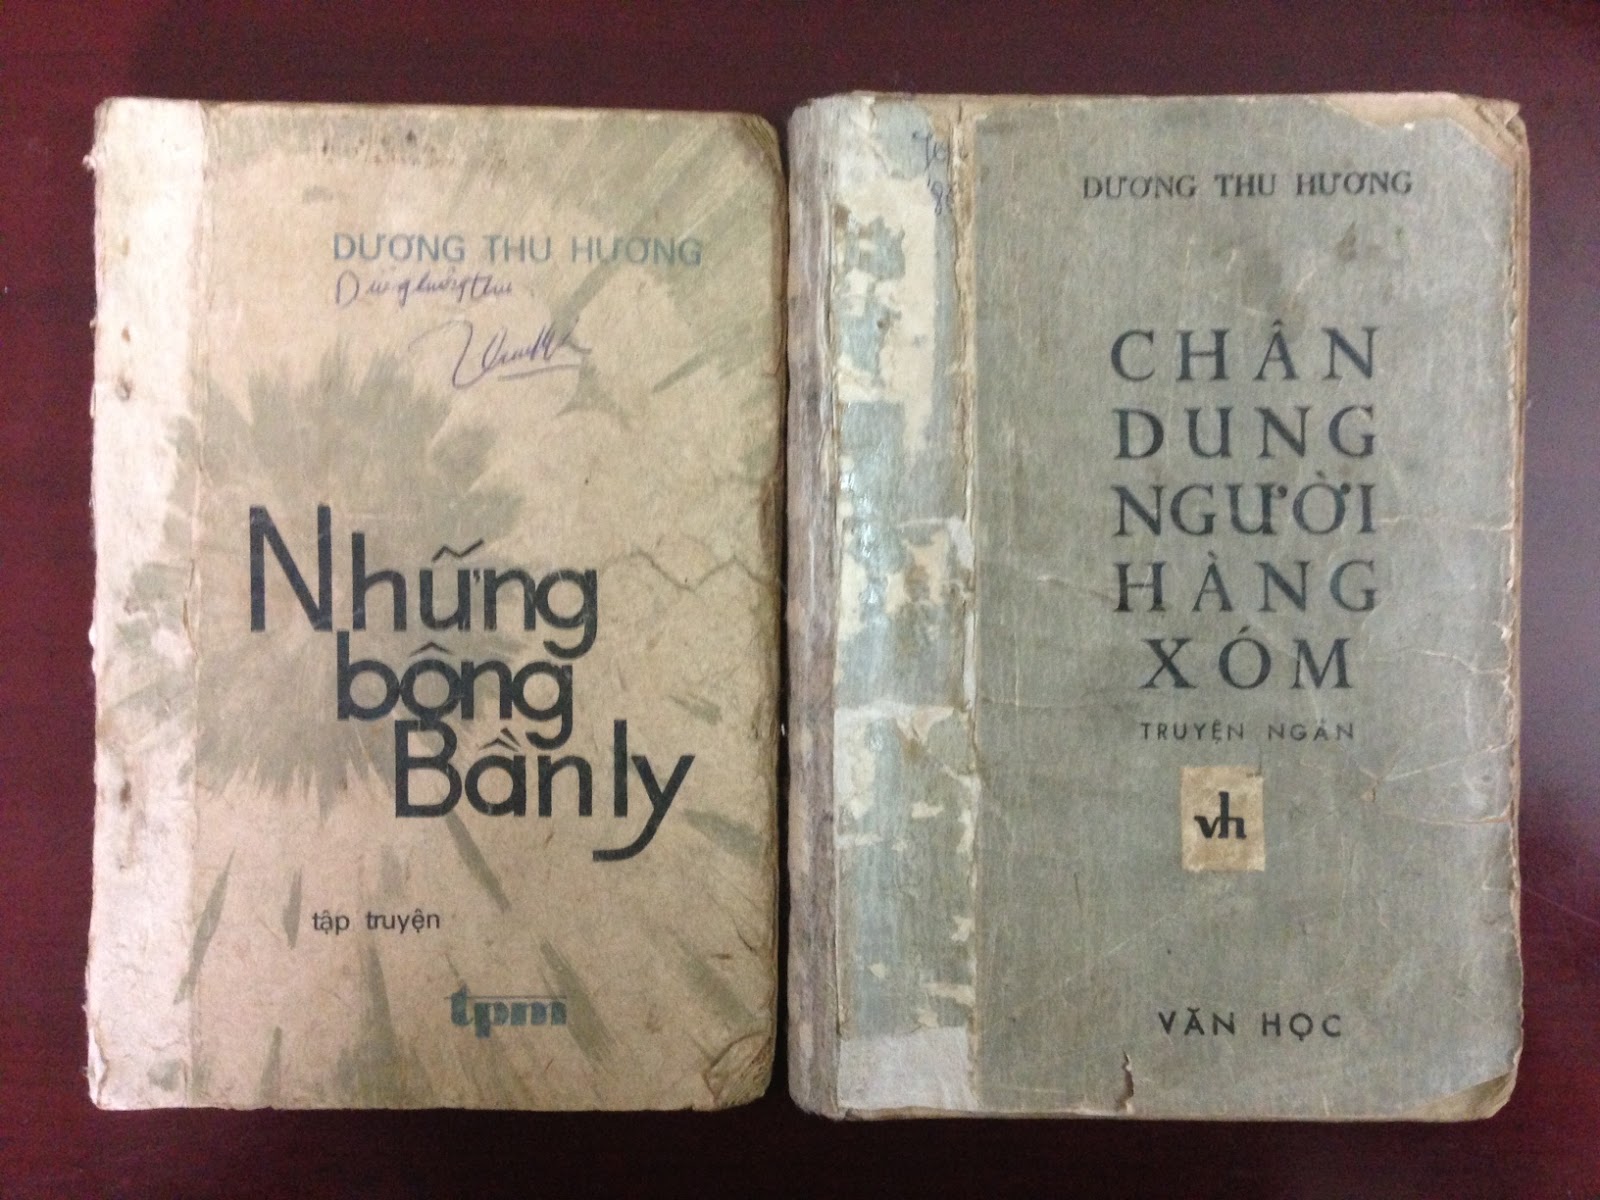 DƯƠNG THU HƯƠNG
Những
bông
Bần ly
tập truyện
tpm
DƯƠNG THU HƯƠNG
CHÂN
DUNG
NGƯỜI
HÀNG
XÓM
TRUYỆN NGẮN
vh
VĂN HỌC